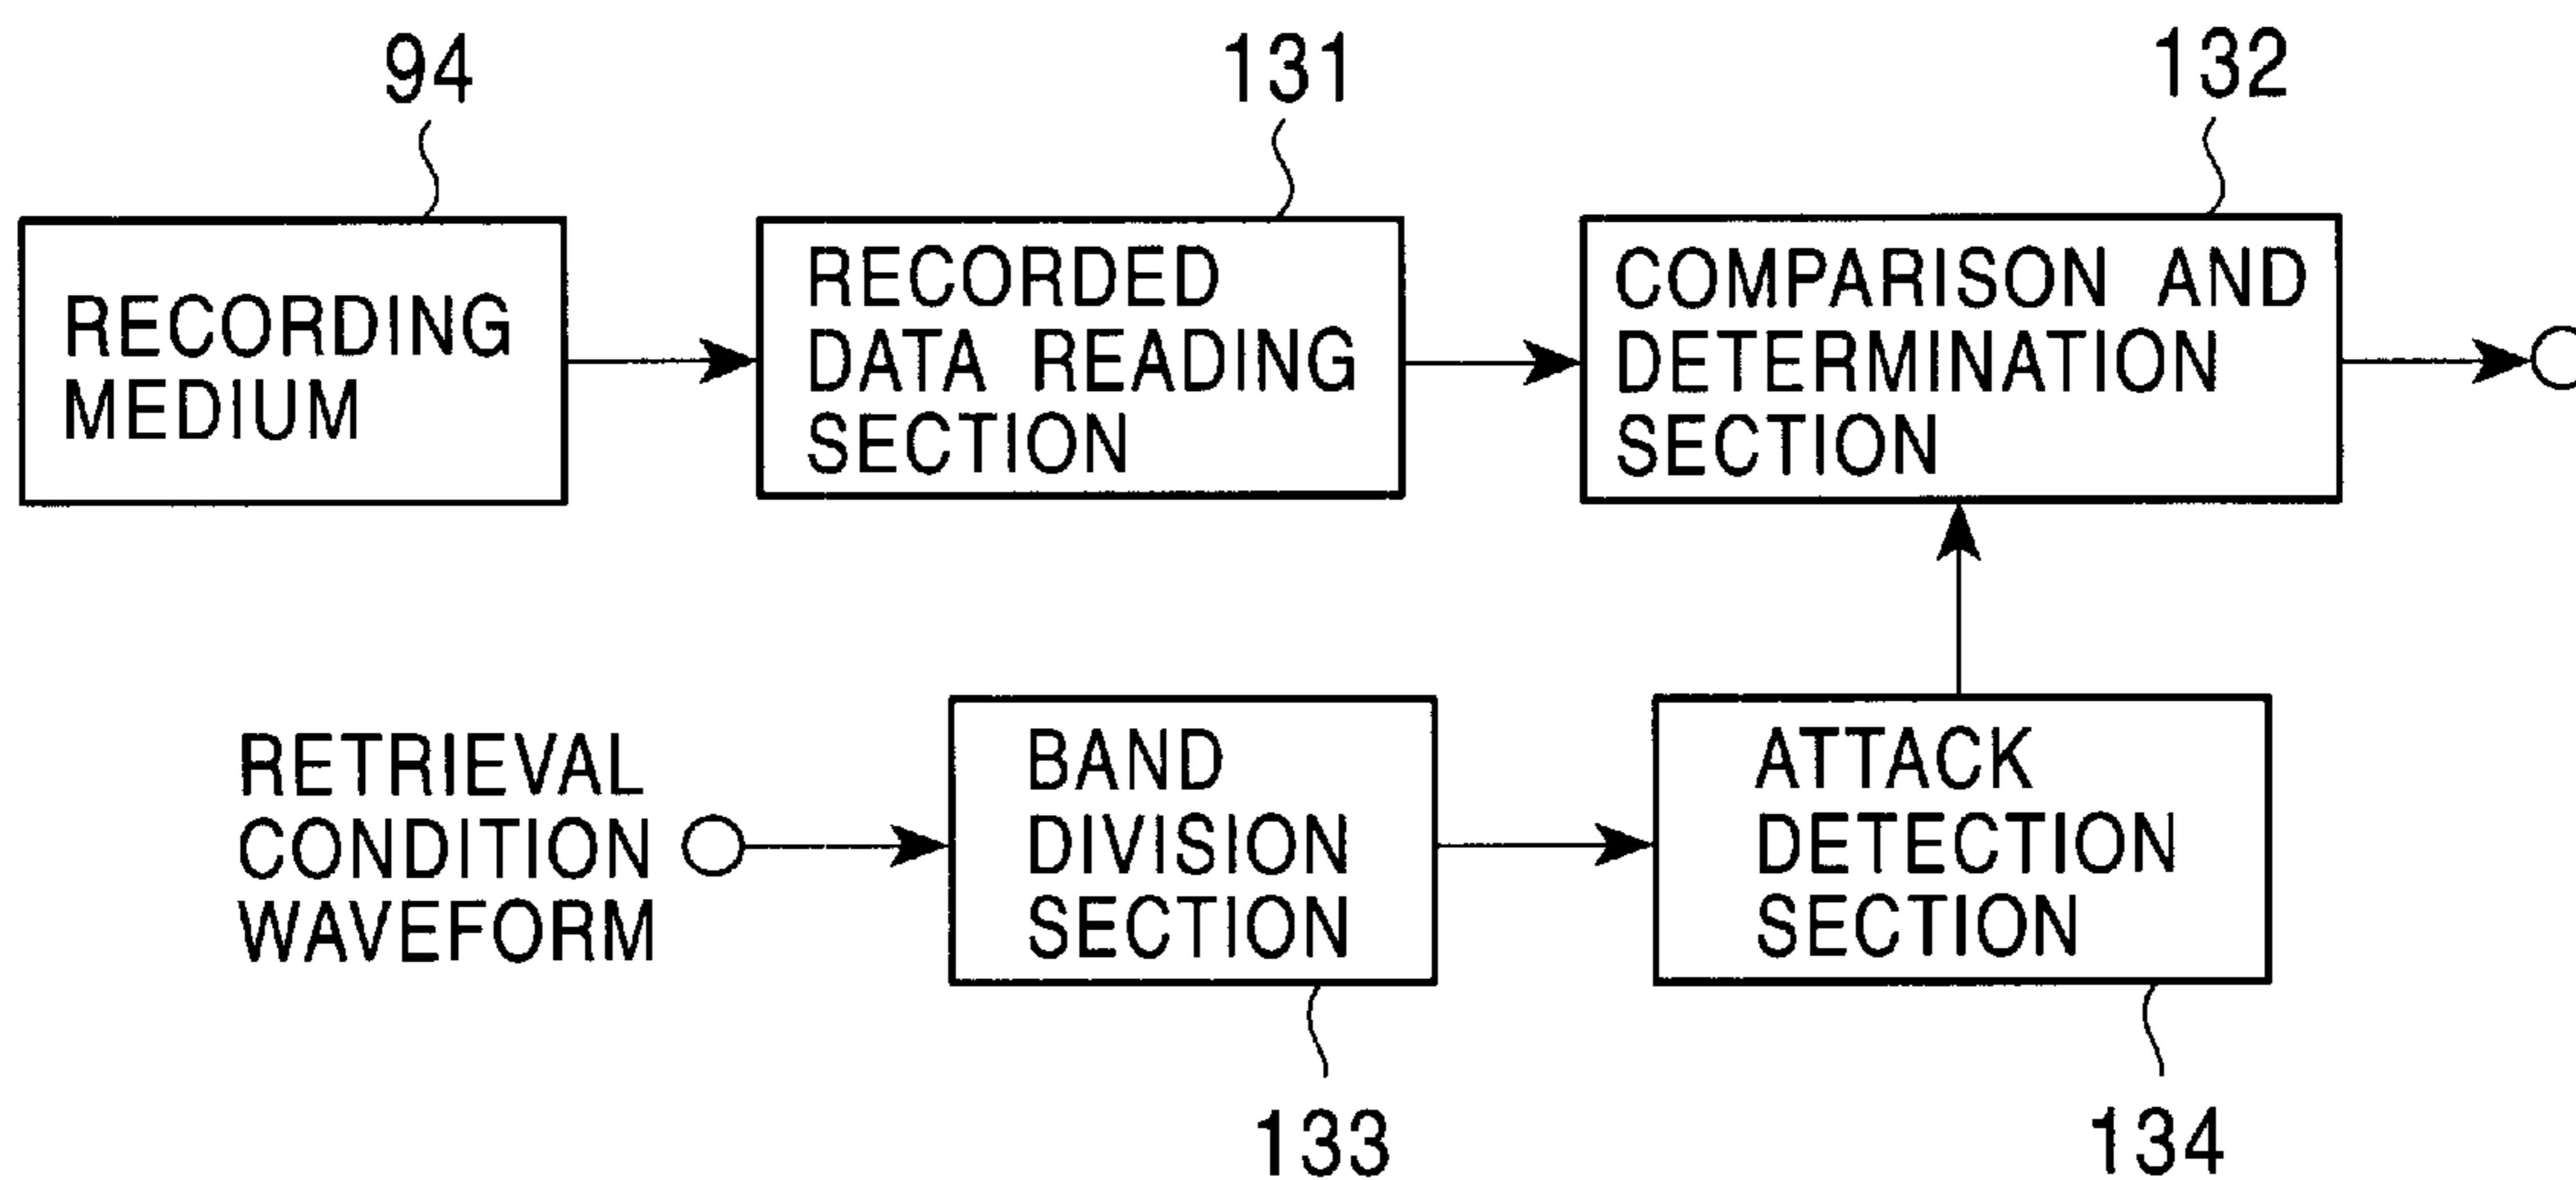 94
131
132
RECORDING
MEDIUM
RECORDED
DATA READING
SECTION
COMPARISON AND
DETERMINATION
SECTION
RETRIEVAL
CONDITION
WAVEFORM
BAND
DIVISION
SECTION
ATTACK
DETECTION
SECTION
133
134